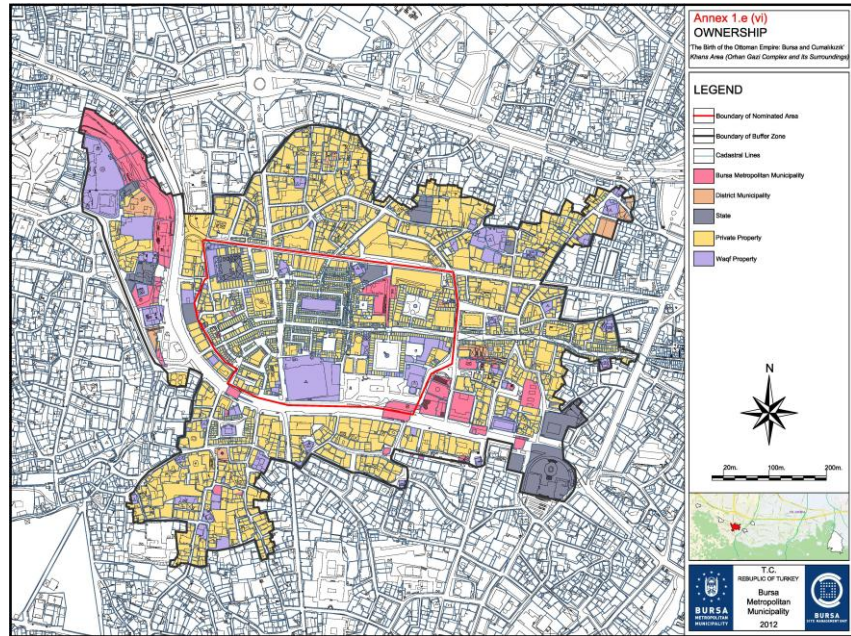 Annex 1.e (vi)
OWNERSHIP
'The Birth of the Ottoman Empire: Bursa and Cumalıkızık'
Khans Area (Orhan Gazi Complex and its Surroundings)
LEGEND
Boundary of Nominated Area
Boundary of Buffer Zone
Cadastral Lines
Bursa Metropolitan Municipality
District Municipality
State
Private Property
Waqf Property
N
20m. 100m. 200m.
T.C.
REBUPLIC OF TURKEY
Bursa
Metropolitan
Municipality
2012
BURSA
METROPOLITAN
MUNICIPALITY
BURSA